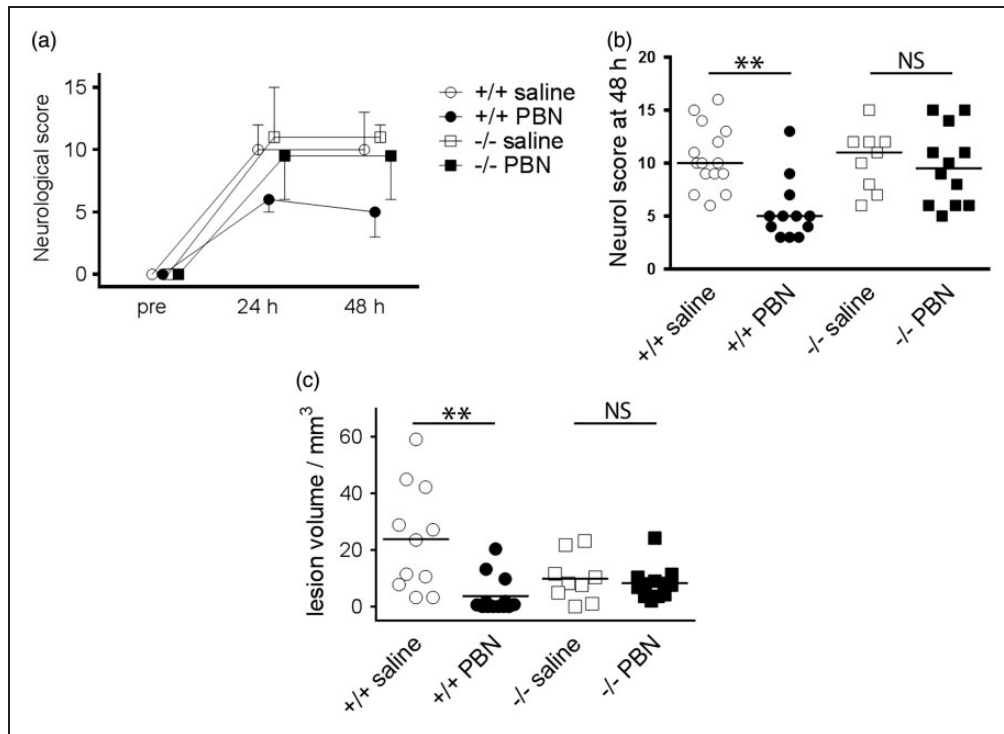 (a)
Neurological score
15
10
5
0
pre
24 h
48 h
+/+ saline
+/+ PBN
-/- saline
-/- PBN
(b)
Neurol score at 48 h
20
15
10
5
0
**
NS
+/+ saline
+/+ PBN
-/- saline
-/- PBN
(c)
lesion volume / mm³
60
40
20
0
**
NS
+/+ saline
+/+ PBN
-/- saline
-/- PBN